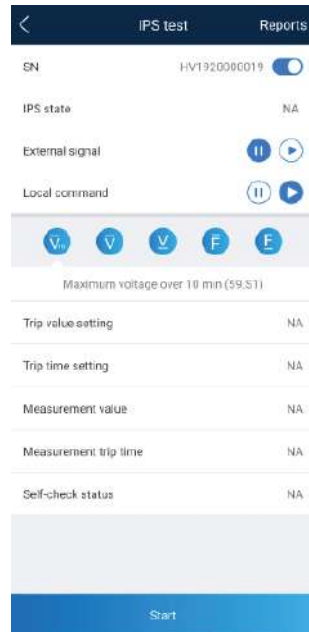 IPS test Reports
SN HV1920000019
IPS state NA
External signal
Local command
V₁₀ V V F F
Maximum voltage over 10 min (59.S1)
Trip value setting NA
Trip time setting NA
Measurement value NA
Measurement trip time NA
Self-check status NA
Start